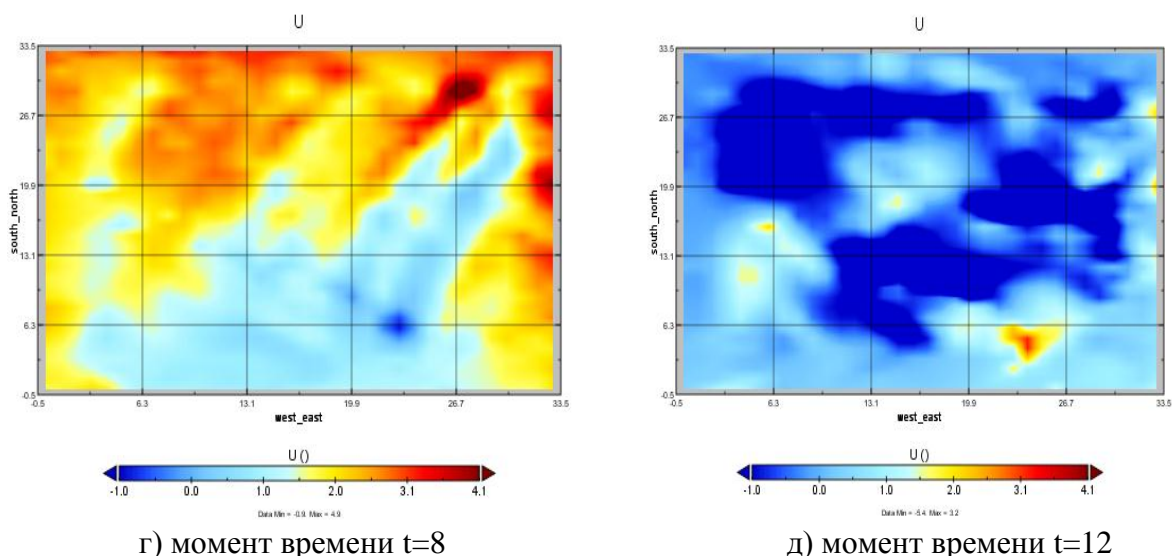 U
33.5
26.7
19.9
13.1
6.3
-0.5
south_north
-0.5 6.3 13.1 19.9 26.7 33.5
west_east
U ()
-1.0 0.0 1.0 2.0 3.1 4.1
Data Min = -0.9, Max = 4.9
г) момент времени t=8
U
33.5
26.7
19.9
13.1
6.3
-0.5
south_north
-0.5 6.3 13.1 19.9 26.7 33.5
west_east
U ()
-1.0 0.0 1.0 2.0 3.1 4.1
Data Min = -5.4, Max = 3.2
д) момент времени t=12